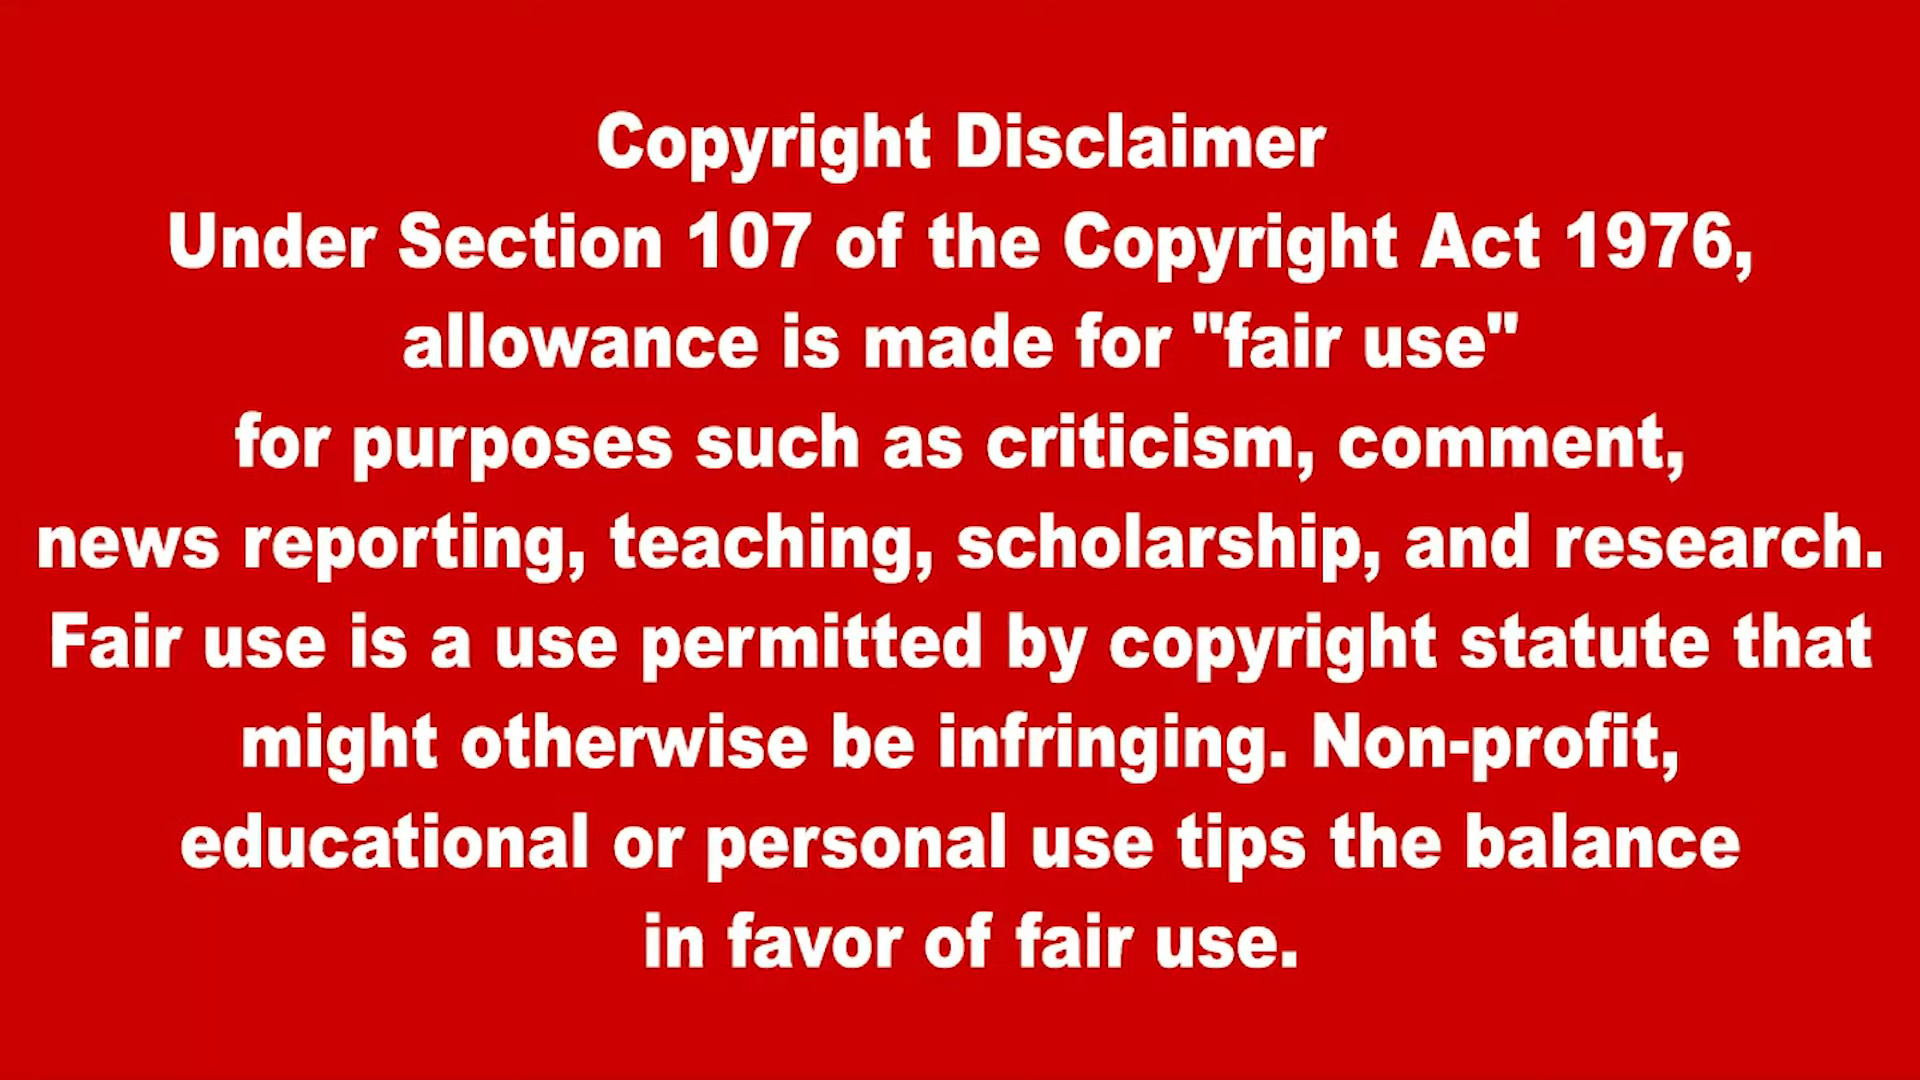 Copyright Disclaimer
Under Section 107 of the Copyright Act 1976,
allowance is made for "fair use"
for purposes such as criticism, comment,
news reporting, teaching, scholarship, and research.
Fair use is a use permitted by copyright statute that
might otherwise be infringing. Non-profit,
educational or personal use tips the balance
in favor of fair use.